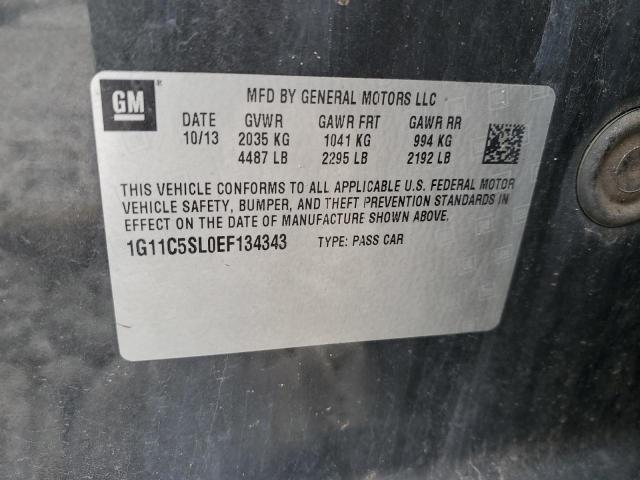 GM ® MFD BY GENERAL MOTORS LLC
DATE GVWR GAWR FRT GAWR RR
10/13 2035 KG 1041 KG 994 KG
4487 LB 2295 LB 2192 LB
THIS VEHICLE CONFORMS TO ALL APPLICABLE U.S. FEDERAL MOTOR
VEHICLE SAFETY, BUMPER, AND THEFT PREVENTION STANDARDS IN
EFFECT ON THE DATE OF MANUFACTURE SHOWN ABOVE.
1G11C5SL0EF134343 TYPE: PASS CAR